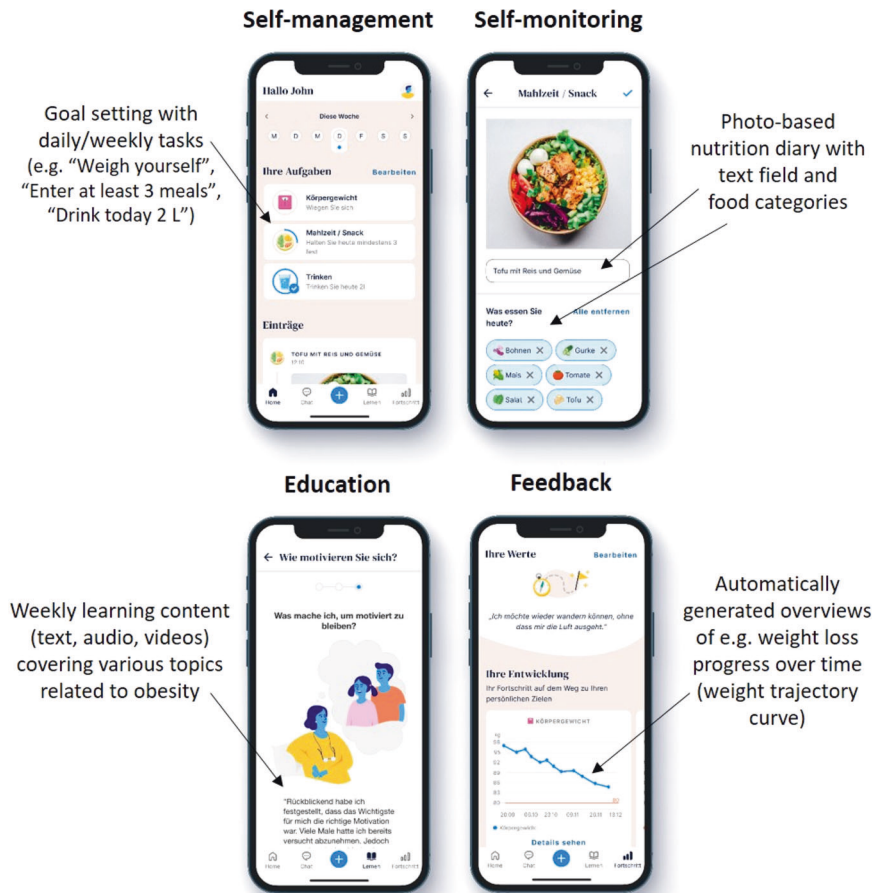 Self-management
Self-monitoring
Goal setting with
daily/weekly tasks
(e.g. “Weigh yourself”,
“Enter at least 3 meals”,
“Drink today 2 L”)
Hallo John
Diese Woche
M D M D F S S
Ihre Aufgaben Bearbeiten
Körpergewicht
Wiegen Sie sich
Mahlzeit / Snack
Halten Sie heute mindestens 3
fest
Trinken
Trinken Sie heute 2l
Einträge
TOFU MIT REIS UND GEMÜSE
Home Chat Lernen Fortschritt
Mahlzeit / Snack
Tofu mit Reis und Gemüse
Was essen Sie
heute?
Alle entfernen
Bohnen Gurke
Mais Tomate
Salat Tofu
Photo-based
nutrition diary with
text field and
food categories
Education
Feedback
Weekly learning content
(text, audio, videos)
covering various topics
related to obesity
Wie motivieren Sie sich?
Was mache ich, um motiviert zu
bleiben?
“Rückblickend habe ich
festgestellt, dass das Wichtigste
für mich die richtige Motivation
war. Viele Male hatte ich bereits
versucht abzunehmen. Jedoch
Home Chat Lernen Fortschritt
Ihre Werte Bearbeiten
„Ich möchte wieder wandern können, ohne
dass mir die Luft ausgeht.“
Ihre Entwicklung
Ihr Fortschritt auf dem Weg zu Ihren
persönlichen Zielen
KÖRPERGEWICHT
Körpergewicht
Details sehen
Home Chat Lernen Fortschritt
Automatically
generated overviews
of e.g. weight loss
progress over time
(weight trajectory
curve)